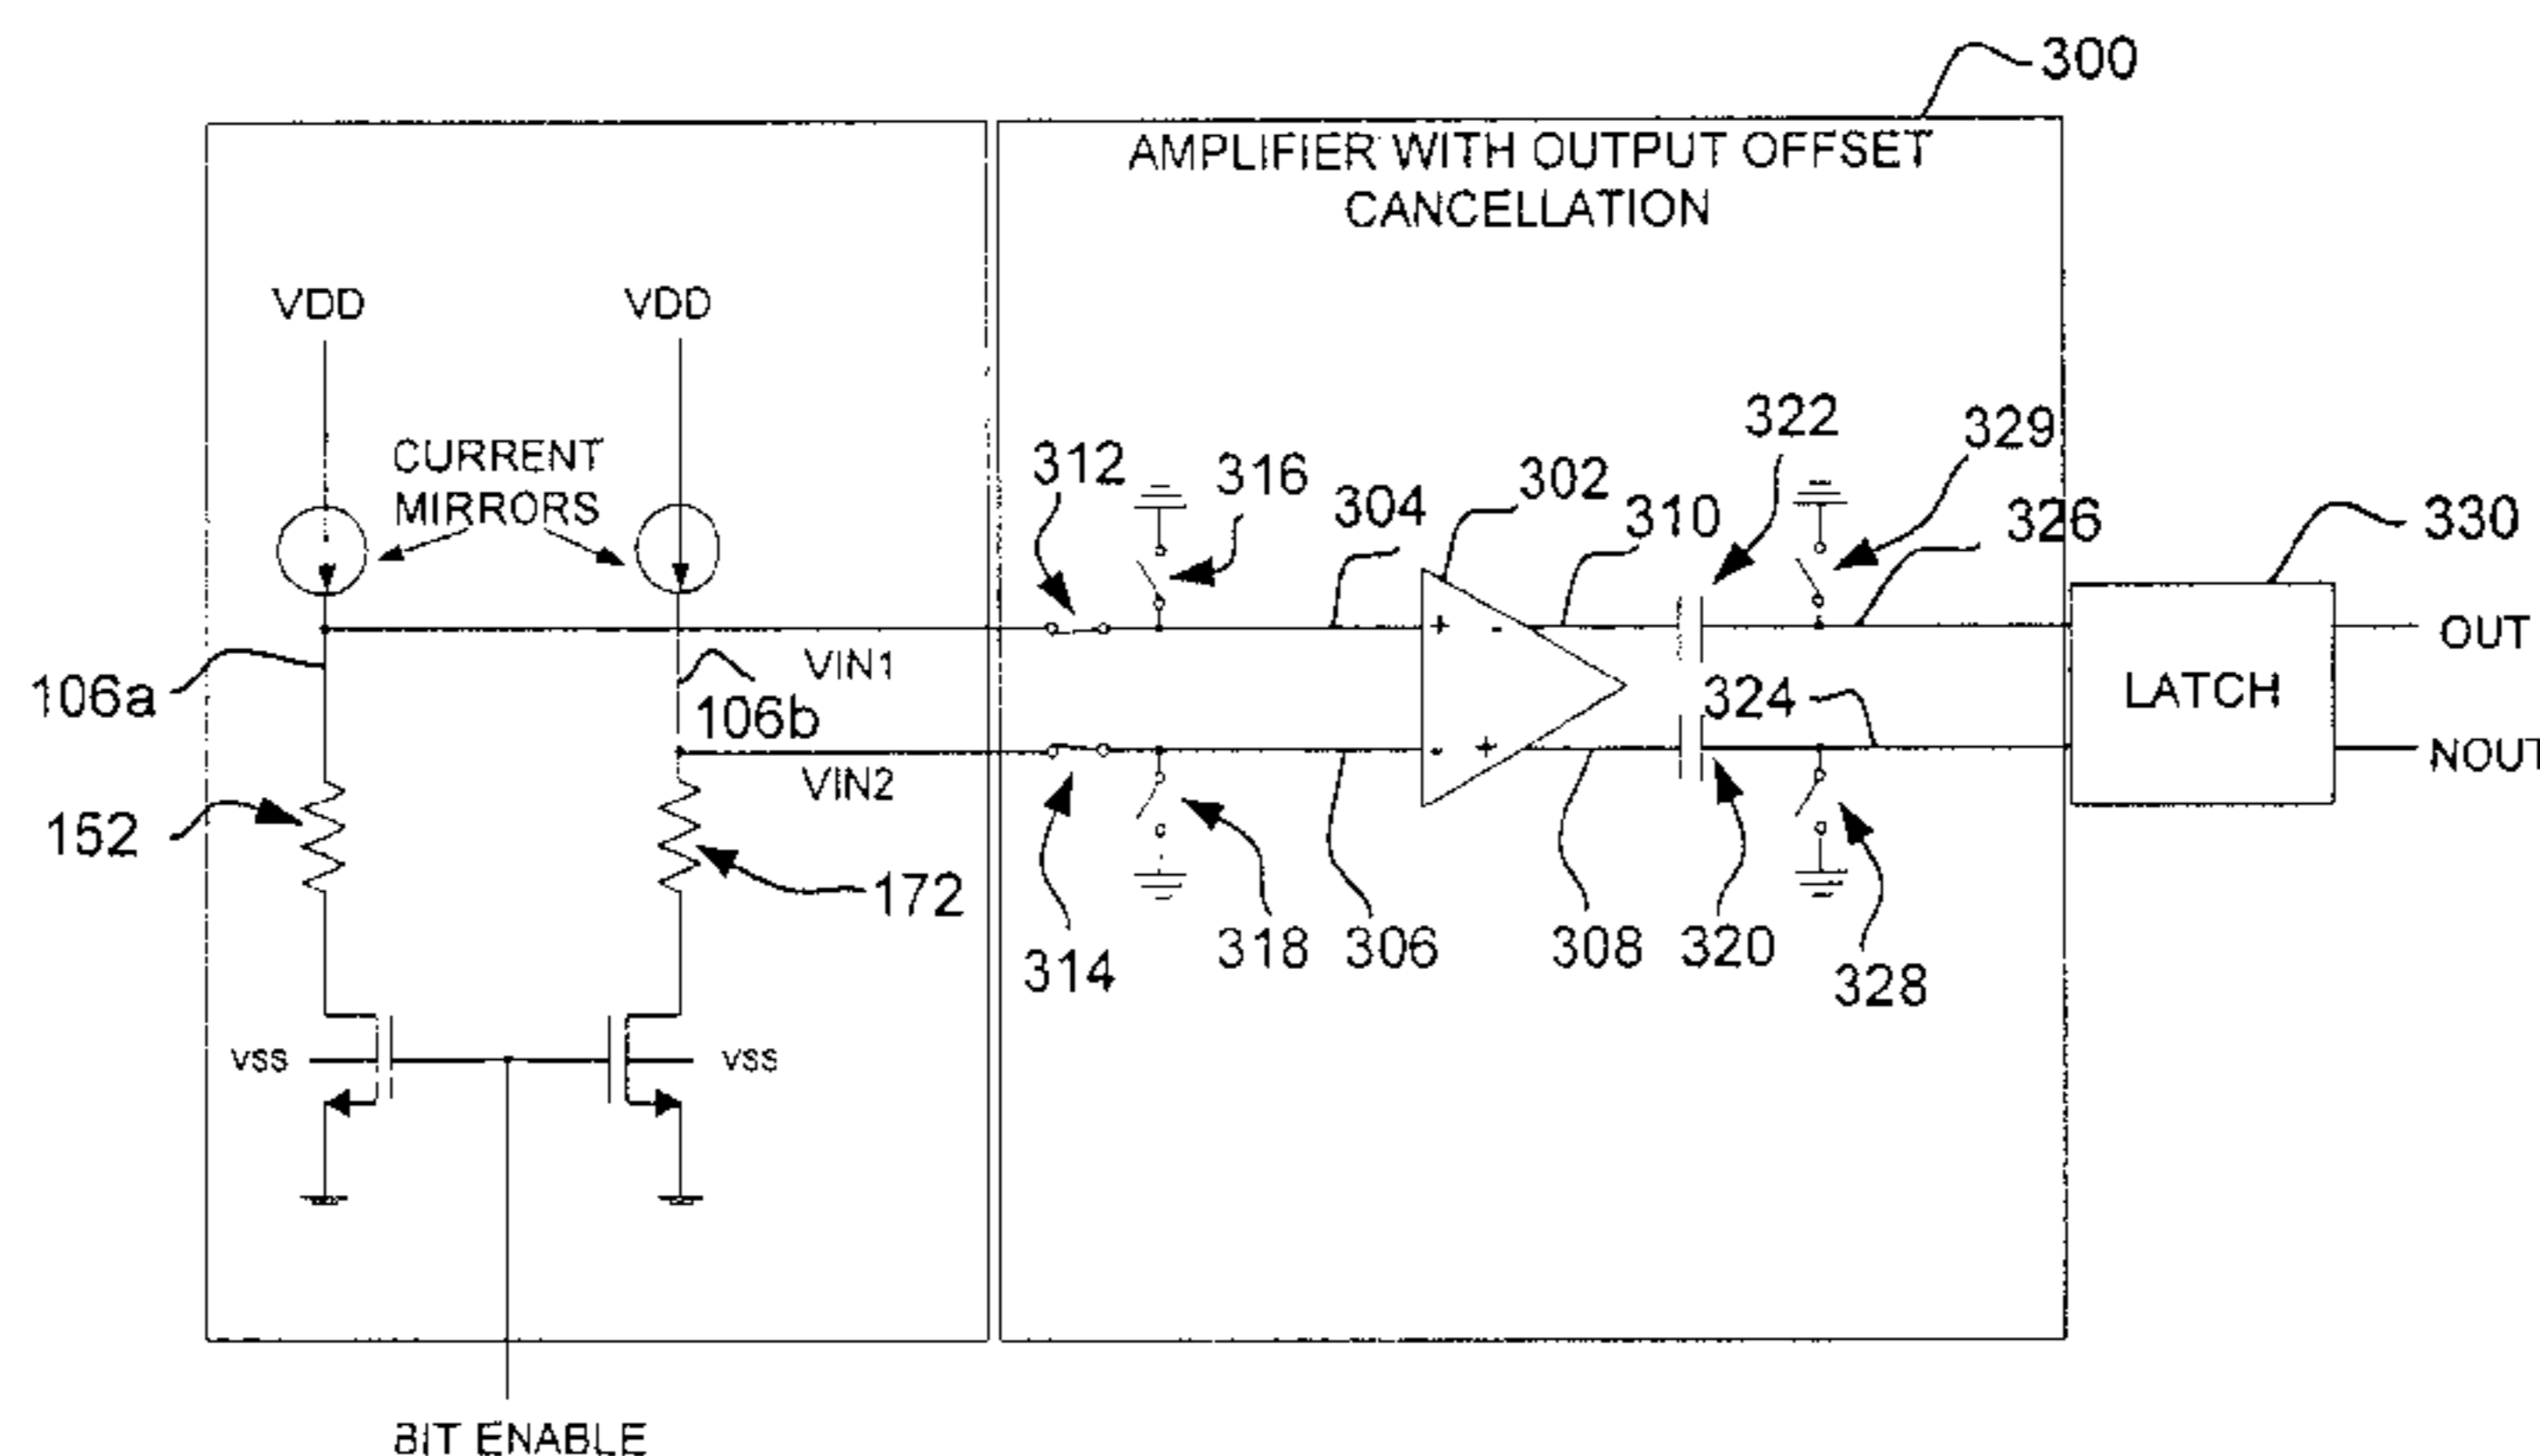 300
AMPLIFIER WITH OUTPUT OFFSET
CANCELLATION
VDD
VDD
CURRENT
MIRRORS
312
316
304
302
310
322
329
326
330
LATCH
OUT
NOUT
106a
VIN1
106b
VIN2
324
152
172
314
318
306
308
320
328
VSS
VSS
+
-
-
+
BIT ENABLE